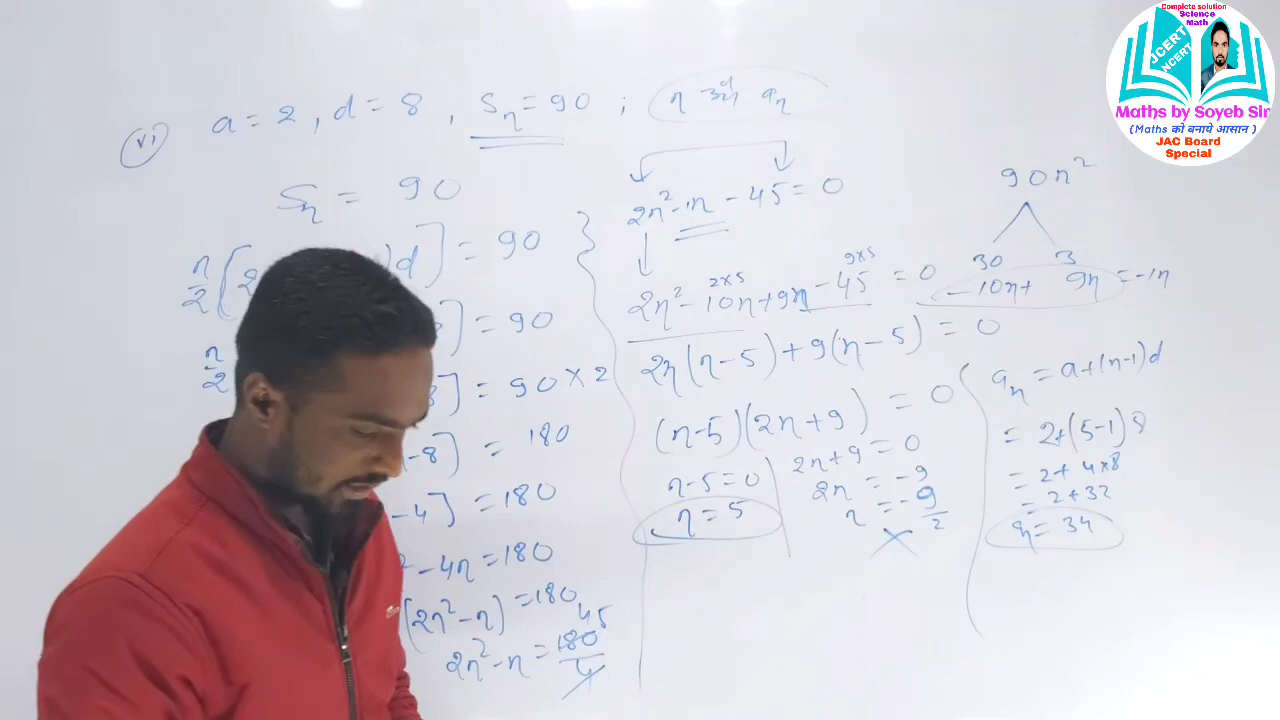 Complete solution
Science
Math
JCERT
NCERT
Maths by Soyeb Sir
(Maths को बनाये आसान )
JAC Board
Special
(vi) a = 2 , d = 8 , Sₙ = 90 ; n और aₙ
Sₙ = 90
n/2 [2 )d] = 90
n/2 ] = 90
8] = 90 × 2
-8] = 180
-4] = 180
² - 4n = 180
(2n² - n) = 180
2n² - n = 180/4 45
2n² - 1n - 45 = 0
2n² - 10n + 9n - 45 = 0
2×5 9×5
2n(n-5) + 9(n-5) = 0
(n-5)(2n+9) = 0
n-5 = 0
n = 5
2n+9 = 0
2n = -9
n = -9/2
×
90n²
30 3
-10n + 9n = -1n
aₙ = a+(n-1)d
= 2+(5-1)8
= 2+ 4×8
= 2+32
= 34